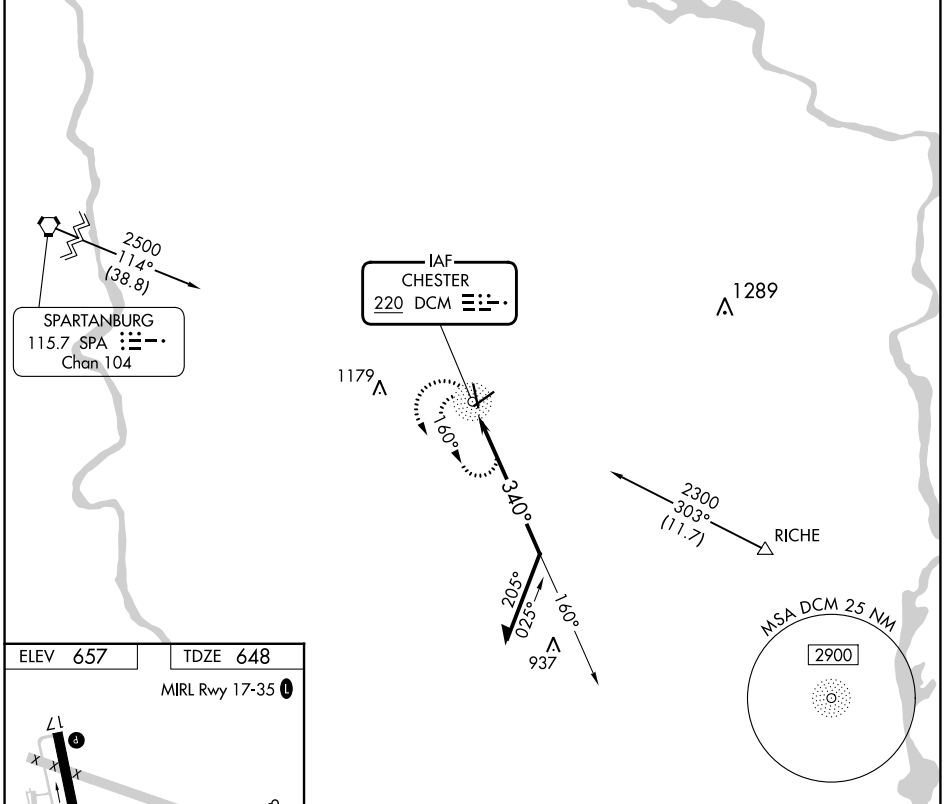 2500
114°
(38.8)
SPARTANBURG
115.7 SPA
Chan 104
IAF
CHESTER
220 DCM
1289
1179
160°
340°
2300
303°
(11.7)
RICHE
205°
025°
160°
937
MSA DCM 25 NM
2900
ELEV 657
TDZE 648
MIRL Rwy 17-35 L
17
P
X X X